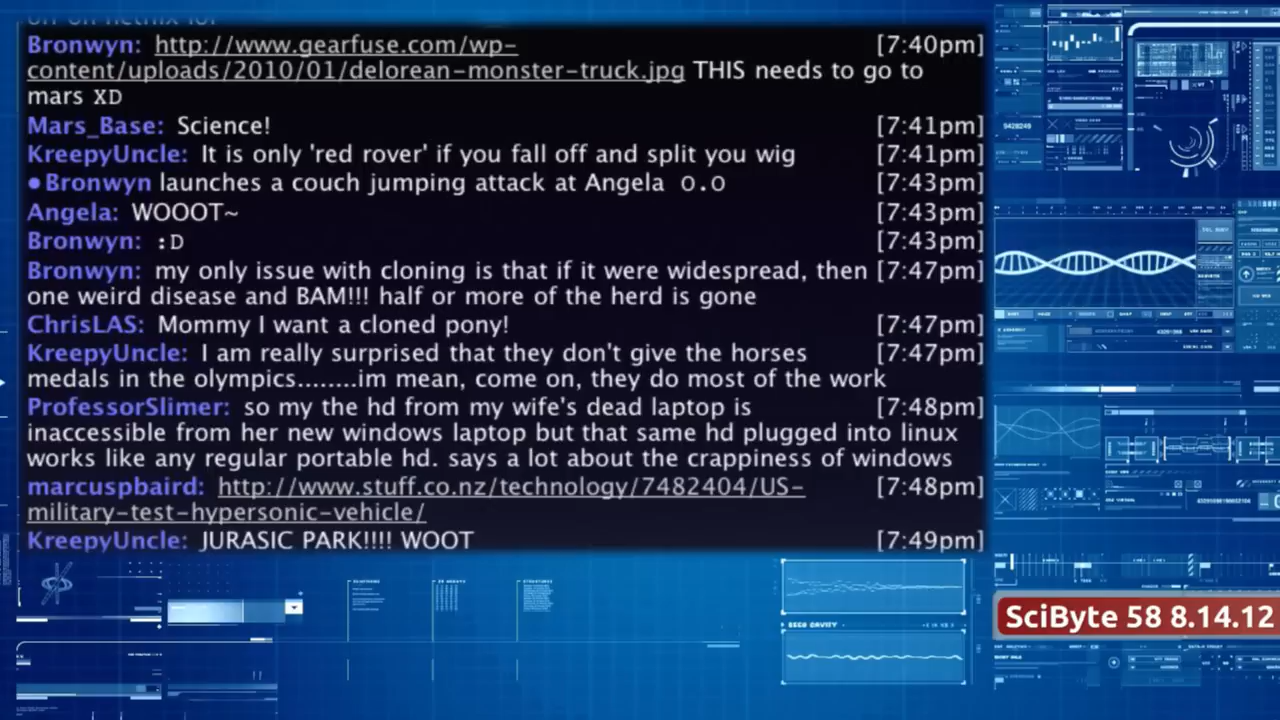 off on netflix for
Bronwyn: http://www.gearfuse.com/wp- [7:40pm]
content/uploads/2010/01/delorean-monster-truck.jpg THIS needs to go to
mars XD
Mars_Base: Science! [7:41pm]
KreepyUncle: It is only 'red rover' if you fall off and split you wig [7:41pm]
•Bronwyn launches a couch jumping attack at Angela O.O [7:43pm]
Angela: WOOOT~ [7:43pm]
Bronwyn: :D [7:43pm]
Bronwyn: my only issue with cloning is that if it were widespread, then [7:47pm]
one weird disease and BAM!!! half or more of the herd is gone
ChrisLAS: Mommy I want a cloned pony! [7:47pm]
KreepyUncle: I am really surprised that they don't give the horses [7:47pm]
medals in the olympics........im mean, come on, they do most of the work
ProfessorSlimer: so my the hd from my wife's dead laptop is [7:48pm]
inaccessible from her new windows laptop but that same hd plugged into linux
works like any regular portable hd. says a lot about the crappiness of windows
marcuspbaird: http://www.stuff.co.nz/technology/7482404/US- [7:48pm]
military-test-hypersonic-vehicle/
KreepyUncle: JURASIC PARK!!!! WOOT [7:49pm]
SciByte 58 8.14.12